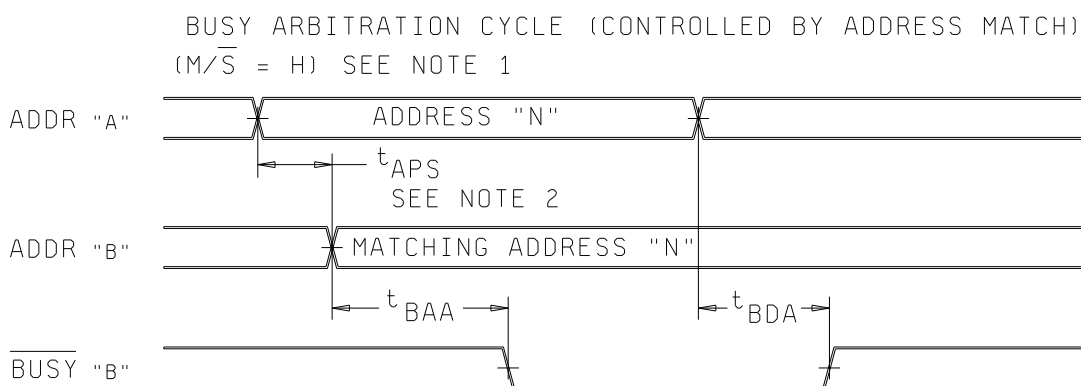 BUSY ARBITRATION CYCLE (CONTROLLED BY ADDRESS MATCH)
(M/S̅ = H) SEE NOTE 1
ADDR "A"
ADDRESS "N"
tAPS
SEE NOTE 2
ADDR "B"
MATCHING ADDRESS "N"
tBAA
tBDA
B̅U̅S̅Y̅ "B"